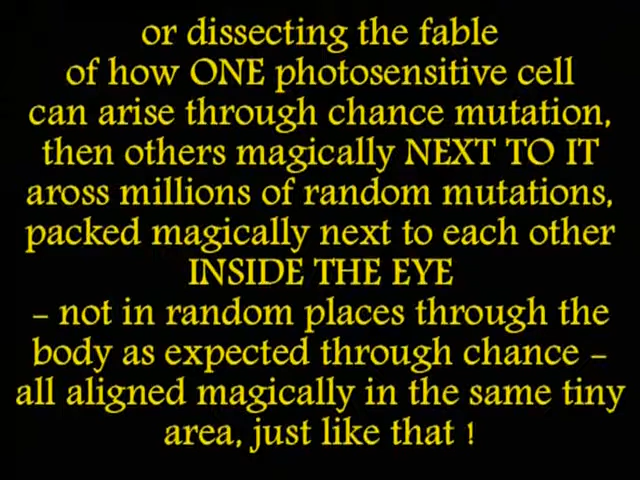 or dissecting the fable
of how ONE photosensitive cell
can arise through chance mutation,
then others magically NEXT TO IT
aross millions of random mutations,
packed magically next to each other
INSIDE THE EYE
– not in random places through the
body as expected through chance –
all aligned magically in the same tiny
area, just like that !